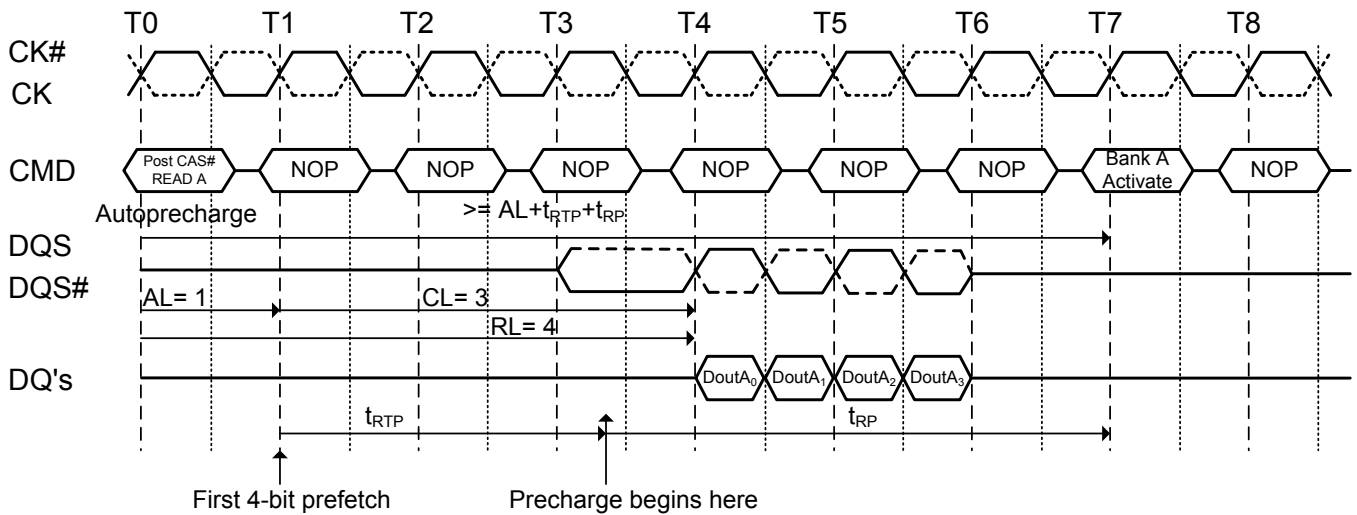 T0 T1 T2 T3 T4 T5 T6 T7 T8
CK#
CK
CMD
Post CAS#
READ A
NOP NOP NOP NOP NOP NOP
Bank A
Activate
NOP
Autoprecharge
>= AL+tRTP+tRP
DQS
DQS#
AL= 1 CL= 3
RL= 4
DQ's
DoutA0 DoutA1 DoutA2 DoutA3
tRTP tRP
First 4-bit prefetch Precharge begins here